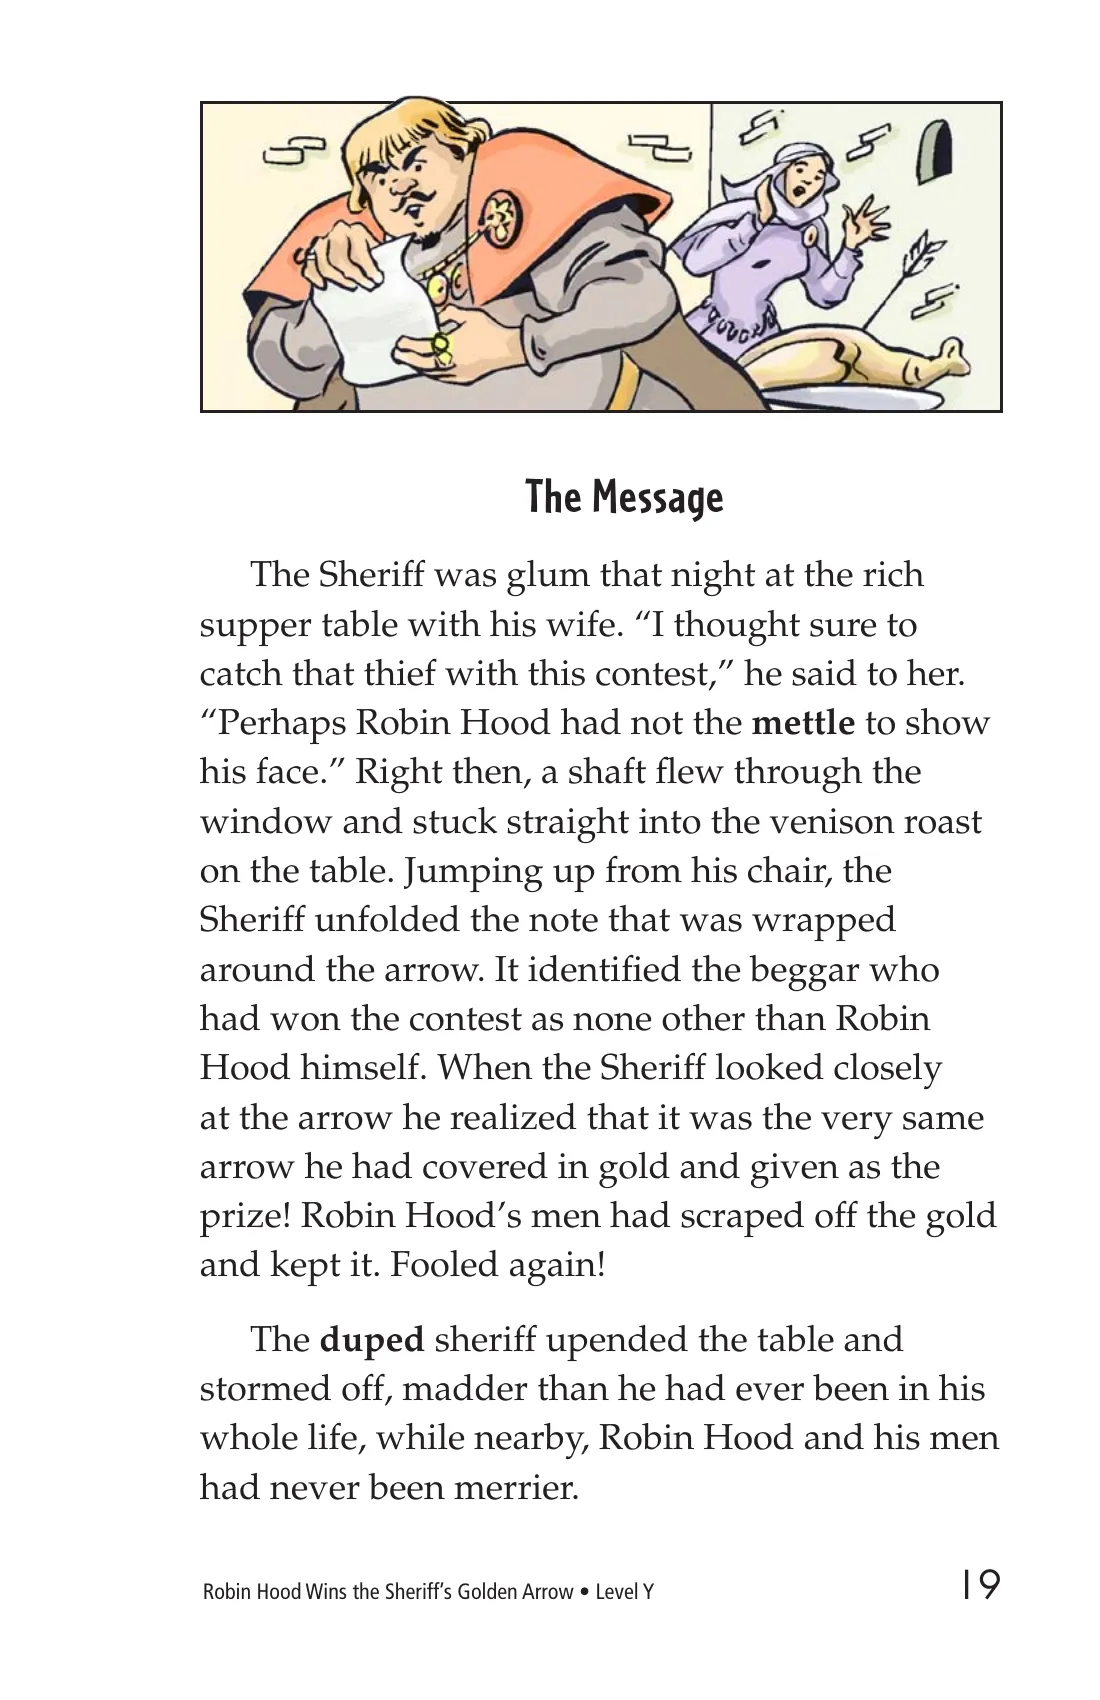 The Message
The Sheriff was glum that night at the rich
supper table with his wife. “I thought sure to
catch that thief with this contest,” he said to her.
“Perhaps Robin Hood had not the mettle to show
his face.” Right then, a shaft flew through the
window and stuck straight into the venison roast
on the table. Jumping up from his chair, the
Sheriff unfolded the note that was wrapped
around the arrow. It identified the beggar who
had won the contest as none other than Robin
Hood himself. When the Sheriff looked closely
at the arrow he realized that it was the very same
arrow he had covered in gold and given as the
prize! Robin Hood’s men had scraped off the gold
and kept it. Fooled again!
The duped sheriff upended the table and
stormed off, madder than he had ever been in his
whole life, while nearby, Robin Hood and his men
had never been merrier.
Robin Hood Wins the Sheriff’s Golden Arrow • Level Y 19